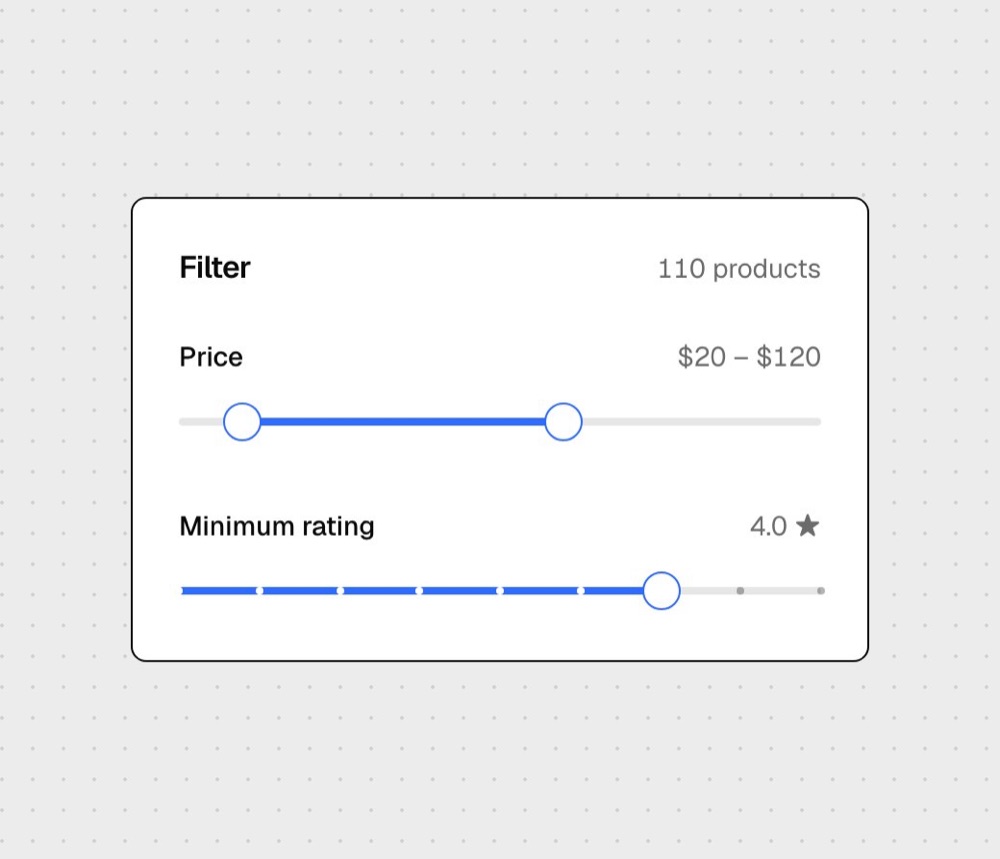 Filter 110 products
Price $20 – $120
Minimum rating 4.0 ★